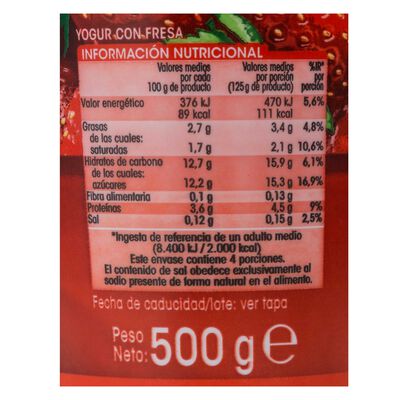 YOGUR CON FRESA
INFORMACIÓN NUTRICIONAL
Valores medios por cada 100 g de producto Valores medios por porción (125 g de producto) %IR* por porción
Valor energético 376 kJ 470 kJ 5,6%
89 kcal 111 kcal
Grasas 2,7 g 3,4 g 4,8%
de las cuales:
saturadas 1,7 g 2,1 g 10,6%
Hidratos de carbono 12,7 g 15,9 g 6,1%
de los cuales:
azúcares 12,2 g 15,3 g 16,9%
Fibra alimentaria 0,1 g 0,13 g
Proteínas 3,6 g 4,5 g 9%
Sal 0,12 g 0,15 g 2,5%
*Ingesta de referencia de un adulto medio
(8.400 kJ / 2.000 kcal)
Este envase contiene 4 porciones.
El contenido de sal obedece exclusivamente al
sodio presente de forma natural en el alimento.
Fecha de caducidad/lote: ver tapa
Peso
Neto: 500 g e